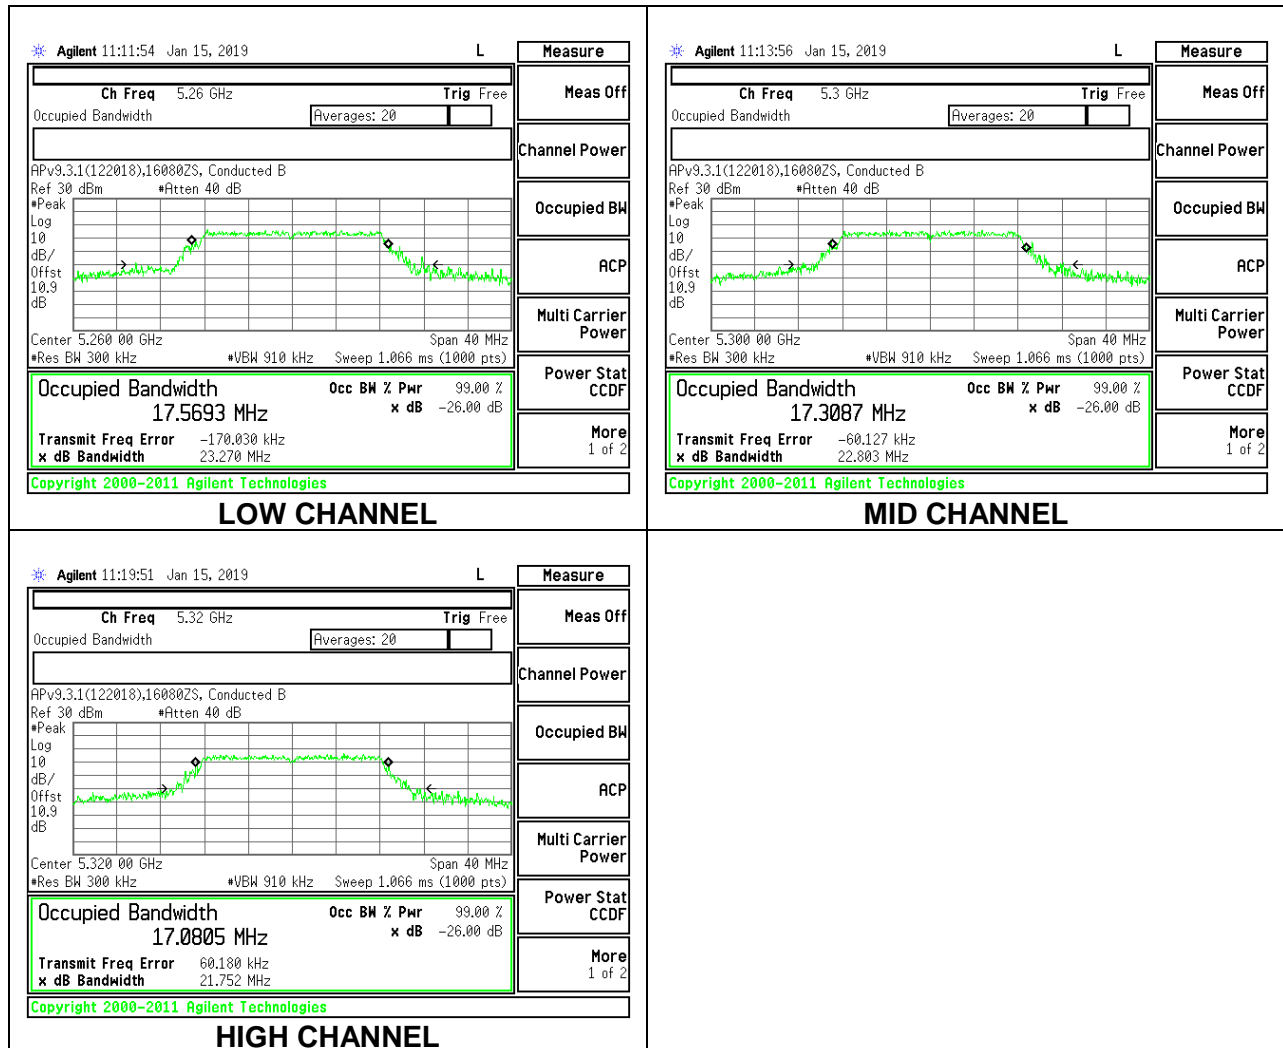 Agilent 11:11:54 Jan 15, 2019 L
Measure
Ch Freq 5.26 GHz Trig Free
Occupied Bandwidth Averages: 20
APv9.3.1(122018),16080ZS, Conducted B
Ref 30 dBm #Atten 40 dB
#Peak
Log
10
dB/
Offst
10.9
dB
Center 5.260 00 GHz Span 40 MHz
#Res BW 300 kHz #VBW 910 kHz Sweep 1.066 ms (1000 pts)
Occupied Bandwidth Occ BW % Pwr 99.00 %
17.5693 MHz x dB -26.00 dB
Transmit Freq Error -170.030 kHz
x dB Bandwidth 23.270 MHz
Copyright 2000-2011 Agilent Technologies
Meas Off
Channel Power
Occupied BW
ACP
Multi Carrier
Power
Power Stat
CCDF
More
1 of 2
LOW CHANNEL
Agilent 11:13:56 Jan 15, 2019 L
Measure
Ch Freq 5.3 GHz Trig Free
Occupied Bandwidth Averages: 20
APv9.3.1(122018),16080ZS, Conducted B
Ref 30 dBm #Atten 40 dB
#Peak
Log
10
dB/
Offst
10.9
dB
Center 5.300 00 GHz Span 40 MHz
#Res BW 300 kHz #VBW 910 kHz Sweep 1.066 ms (1000 pts)
Occupied Bandwidth Occ BW % Pwr 99.00 %
17.3087 MHz x dB -26.00 dB
Transmit Freq Error -60.127 kHz
x dB Bandwidth 22.803 MHz
Copyright 2000-2011 Agilent Technologies
Meas Off
Channel Power
Occupied BW
ACP
Multi Carrier
Power
Power Stat
CCDF
More
1 of 2
MID CHANNEL
Agilent 11:19:51 Jan 15, 2019 L
Measure
Ch Freq 5.32 GHz Trig Free
Occupied Bandwidth Averages: 20
APv9.3.1(122018),16080ZS, Conducted B
Ref 30 dBm #Atten 40 dB
#Peak
Log
10
dB/
Offst
10.9
dB
Center 5.320 00 GHz Span 40 MHz
#Res BW 300 kHz #VBW 910 kHz Sweep 1.066 ms (1000 pts)
Occupied Bandwidth Occ BW % Pwr 99.00 %
17.0805 MHz x dB -26.00 dB
Transmit Freq Error 60.180 kHz
x dB Bandwidth 21.752 MHz
Copyright 2000-2011 Agilent Technologies
Meas Off
Channel Power
Occupied BW
ACP
Multi Carrier
Power
Power Stat
CCDF
More
1 of 2
HIGH CHANNEL